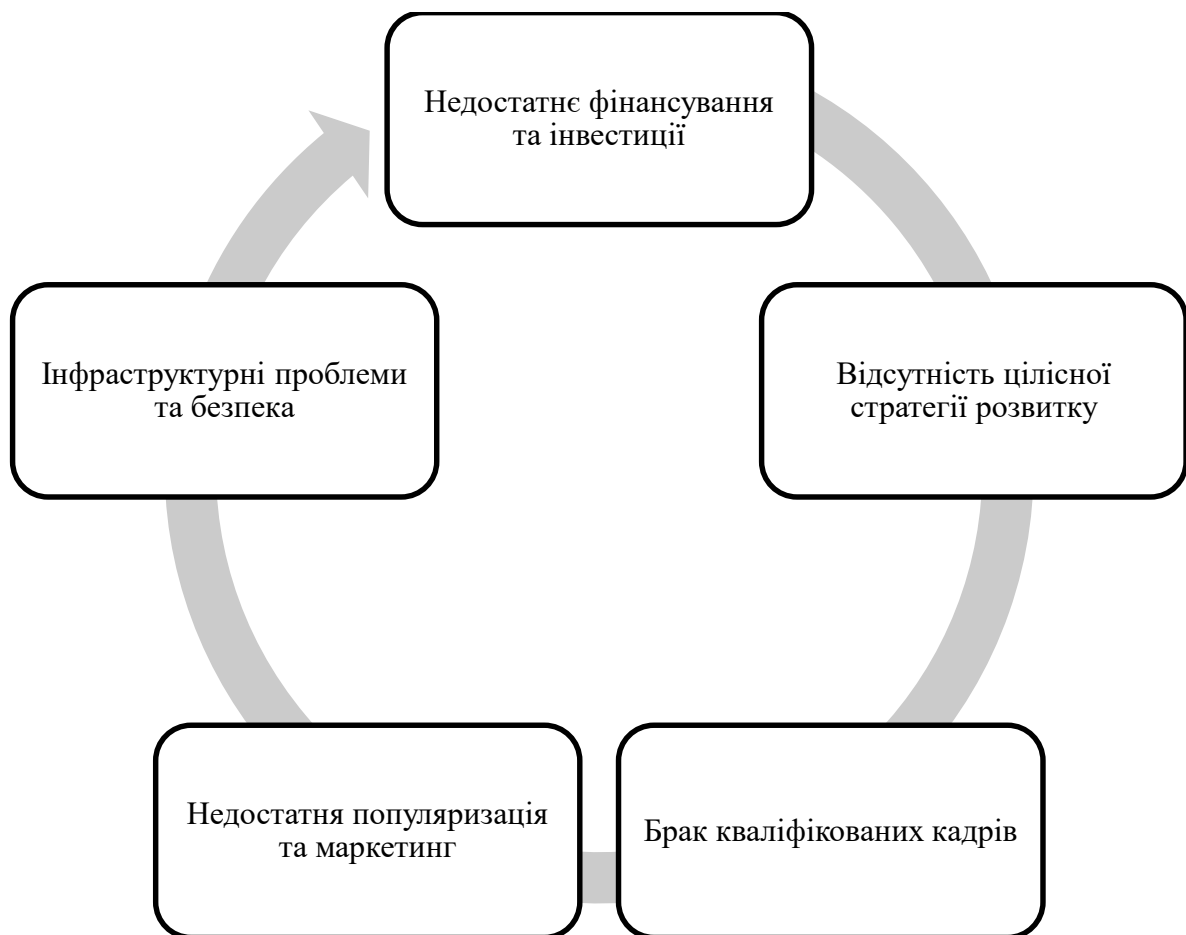 Недостатнє фінансування
та інвестиції
Відсутність цілісної
стратегії розвитку
Брак кваліфікованих кадрів
Недостатня популяризація
та маркетинг
Інфраструктурні проблеми
та безпека